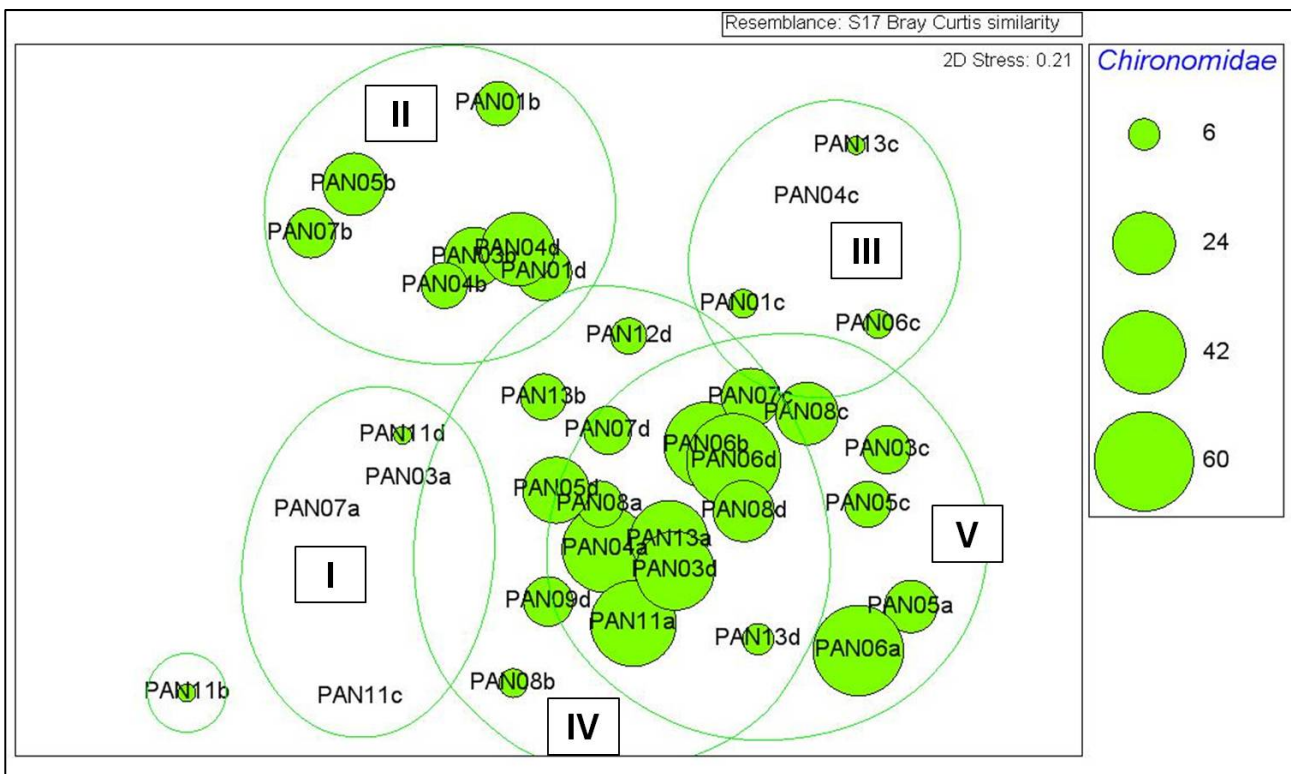 Resemblance: S17 Bray Curtis similarity
2D Stress: 0.21
Chironomidae
6
24
42
60
II
PAN01b
PAN05b
PAN07b
PAN03b
PAN04d
PAN01d
PAN04b
PAN13c
PAN04c
III
PAN01c
PAN06c
PAN12d
PAN13b
PAN07d
PAN07c
PAN08c
PAN06b
PAN06d
PAN03c
PAN11d
PAN03a
PAN07a
PAN05d
PAN08a
PAN08d
PAN05c
PAN04a
PAN13a
PAN03d
V
I
PAN09d
PAN11a
PAN05a
PAN13d
PAN06a
PAN11b
PAN11c
PAN08b
IV